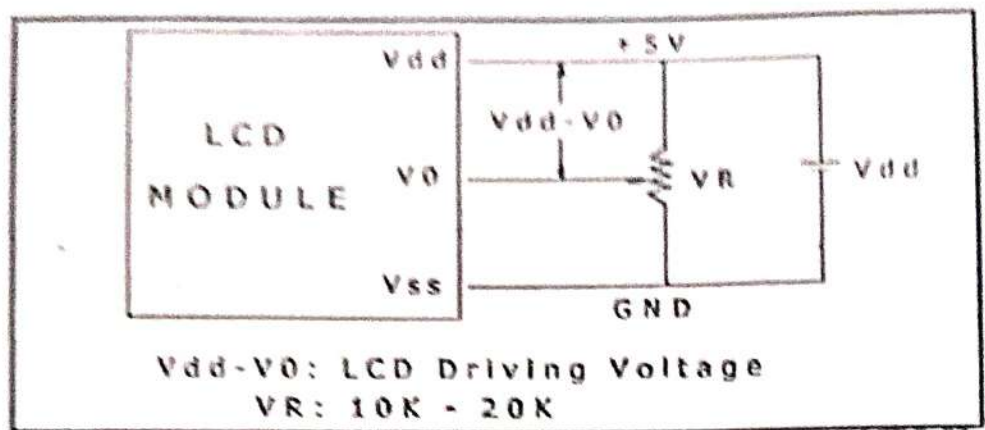 +5V
Vdd
Vdd-V0
LCD
MODULE
V0
VR
Vdd
Vss
GND
Vdd-V0: LCD Driving Voltage
VR: 10K - 20K